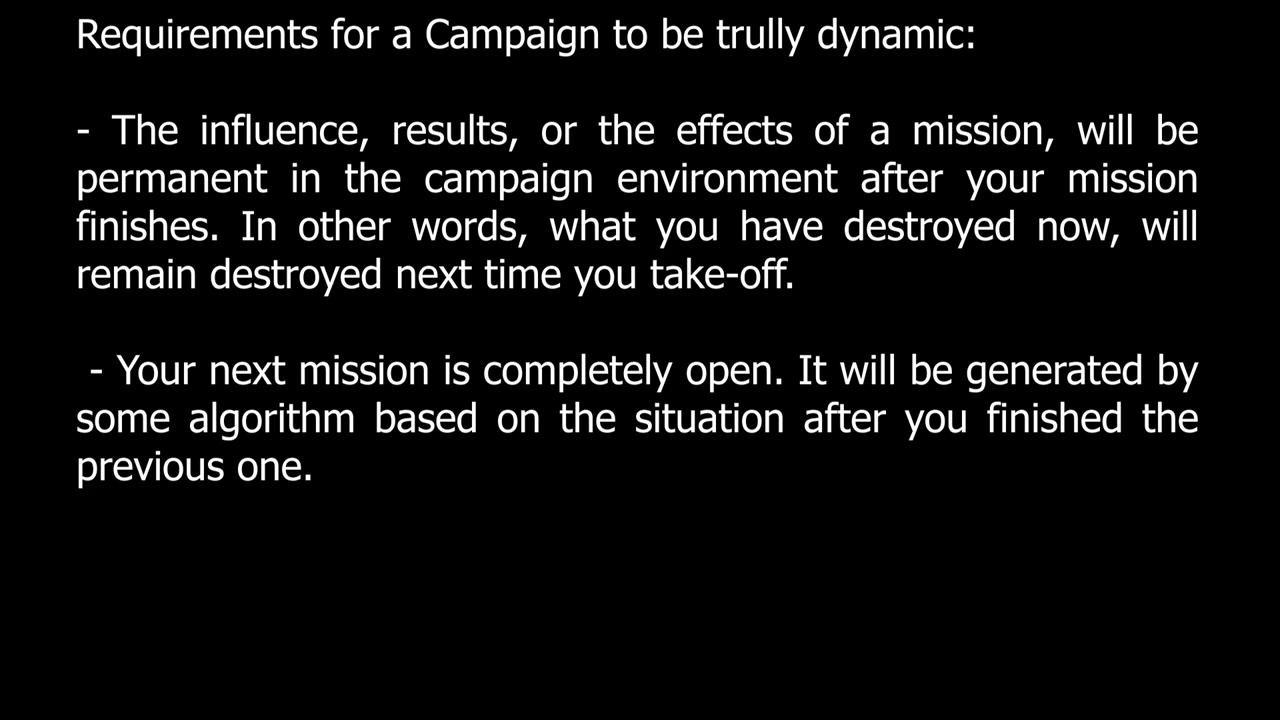 Requirements for a Campaign to be trully dynamic:
- The influence, results, or the effects of a mission, will be
permanent in the campaign environment after your mission
finishes. In other words, what you have destroyed now, will
remain destroyed next time you take-off.
- Your next mission is completely open. It will be generated by
some algorithm based on the situation after you finished the
previous one.